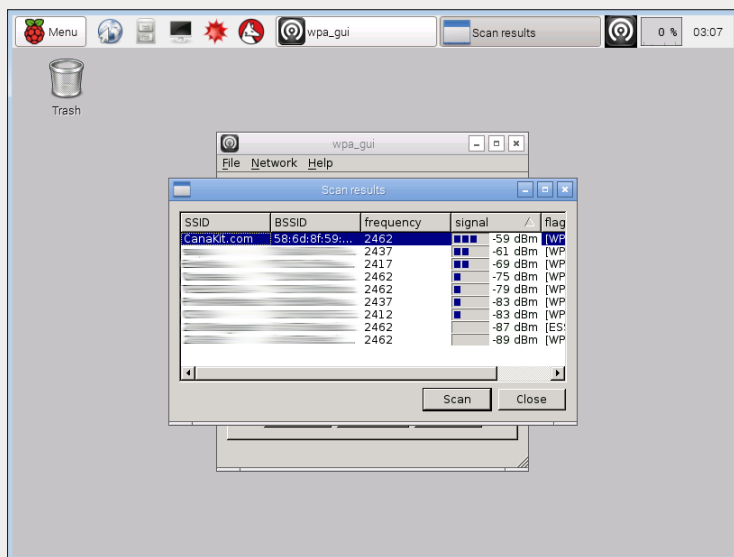 Menu wpa_gui Scan results 0 % 03:07
Trash
wpa_gui
File Network Help
Scan results
SSID BSSID frequency signal flag
CanaKit.com 58:6d:8f:59:... 2462 -59 dBm [WP
2437 -61 dBm [WP
2417 -69 dBm [WP
2462 -75 dBm [WP
2462 -79 dBm [WP
2437 -83 dBm [WP
2412 -83 dBm [WP
2462 -87 dBm [ES
2462 -89 dBm [WP
Scan Close